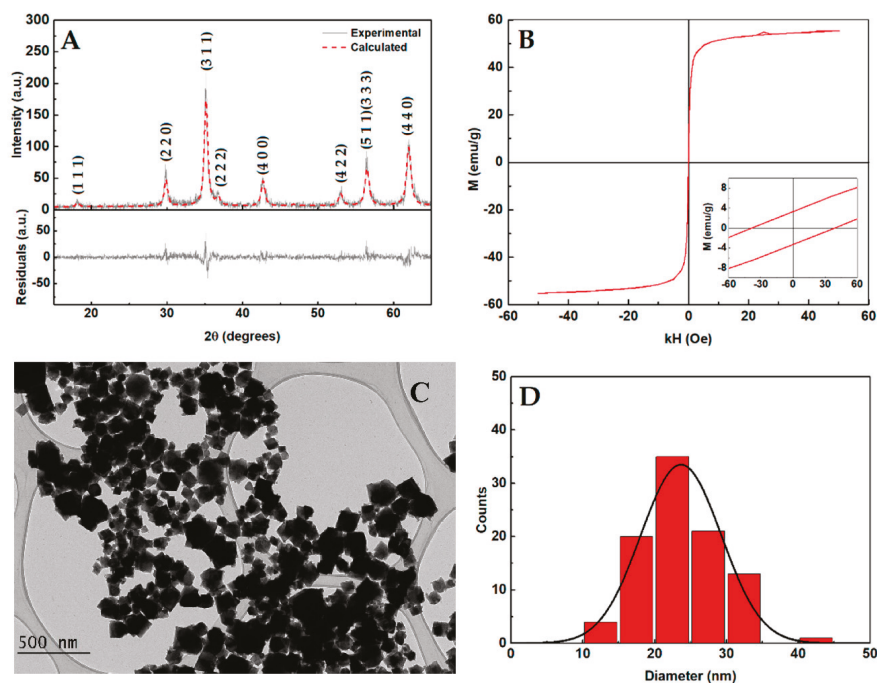 A
Experimental
Calculated
300
250
200
150
100
50
0
Intensity (a.u.)
(1 1 1)
(2 2 0)
(3 1 1)
(2 2 2)
(4 0 0)
(4 2 2)
(5 1 1)(3 3 3)
(4 4 0)
50
0
-50
Residuals (a.u.)
20 30 40 50 60
2θ (degrees)
B
60
40
20
0
-20
-40
-60
M (emu/g)
-60 -40 -20 0 20 40 60
kH (Oe)
8
4
0
-4
-8
M (emu/g)
-60 -30 0 30 60
C
500 nm
D
50
40
30
20
10
0
Counts
0 10 20 30 40 50
Diameter (nm)